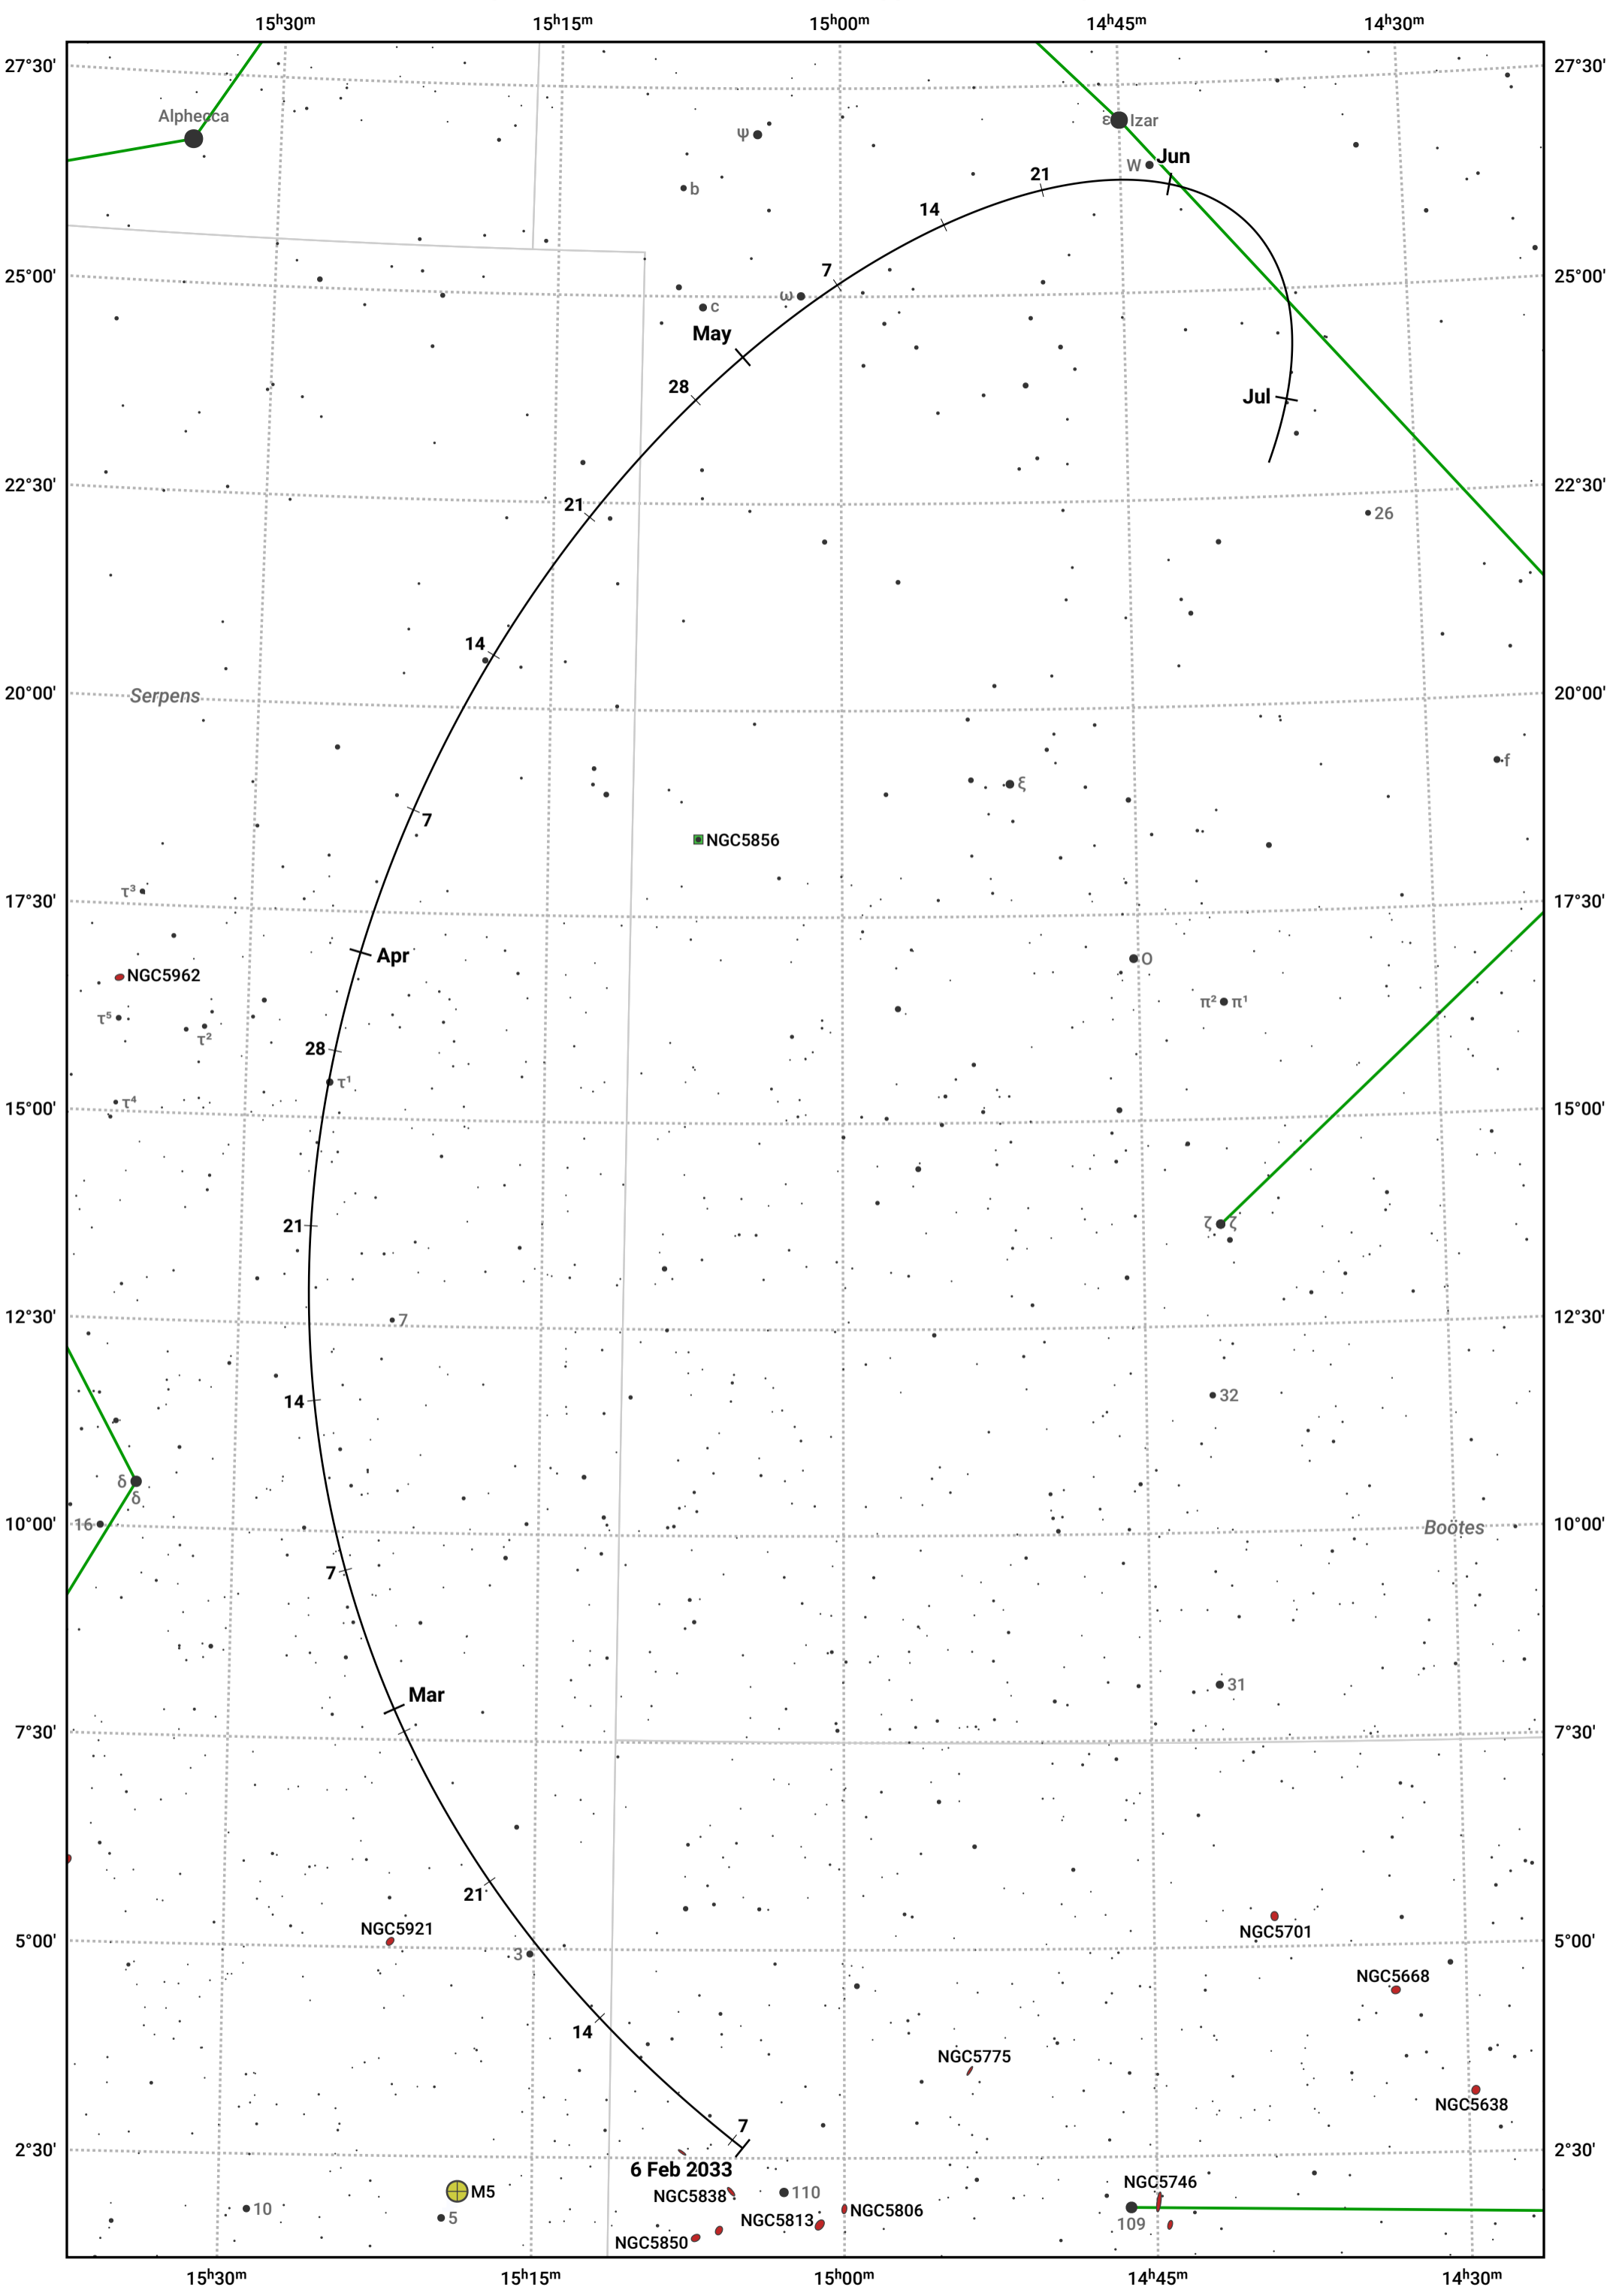 15ʰ30ᵐ 15ʰ15ᵐ 15ʰ00ᵐ 14ʰ45ᵐ 14ʰ30ᵐ
27°30' 27°30'
Alphecca
ε Izar
ψ
W Jun
21
b
14
25°00' 7 25°00'
ω
c
May
28
Jul
22°30' 22°30'
21
26
14
20°00' Serpens 20°00'
f
ξ
7
NGC5856
τ³
17°30' 17°30'
Apr
O
NGC5962
π² π¹
τ⁵
τ²
28
τ¹
τ⁴
15°00' 15°00'
21
ζ ζ
12°30' 7 12°30'
14
32
δ
δ
10°00' 16 Boötes 10°00'
7
31
Mar
7°30' 7°30'
21
NGC5921 NGC5701
5°00' 5°00'
3
NGC5668
14
NGC5775
NGC5638
7
2°30' 2°30'
6 Feb 2033
NGC5746
M5 NGC5838 110
10 5 NGC5813 NGC5806
109
NGC5850
15ʰ30ᵐ 15ʰ15ᵐ 15ʰ00ᵐ 14ʰ45ᵐ 14ʰ30ᵐ